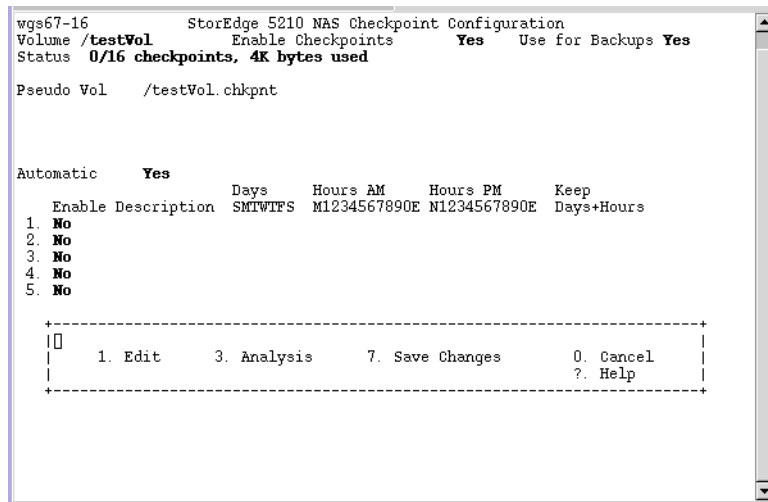 wgs67-16 StorEdge 5210 NAS Checkpoint Configuration
Volume /testVol Enable Checkpoints Yes Use for Backups Yes
Status 0/16 checkpoints, 4K bytes used
Pseudo Vol /testVol.chkpnt
Automatic Yes
Days Hours AM Hours PM Keep
Enable Description SMTWTFS M1234567890E N1234567890E Days+Hours
1. No
2. No
3. No
4. No
5. No
1. Edit 3. Analysis 7. Save Changes 0. Cancel
?. Help